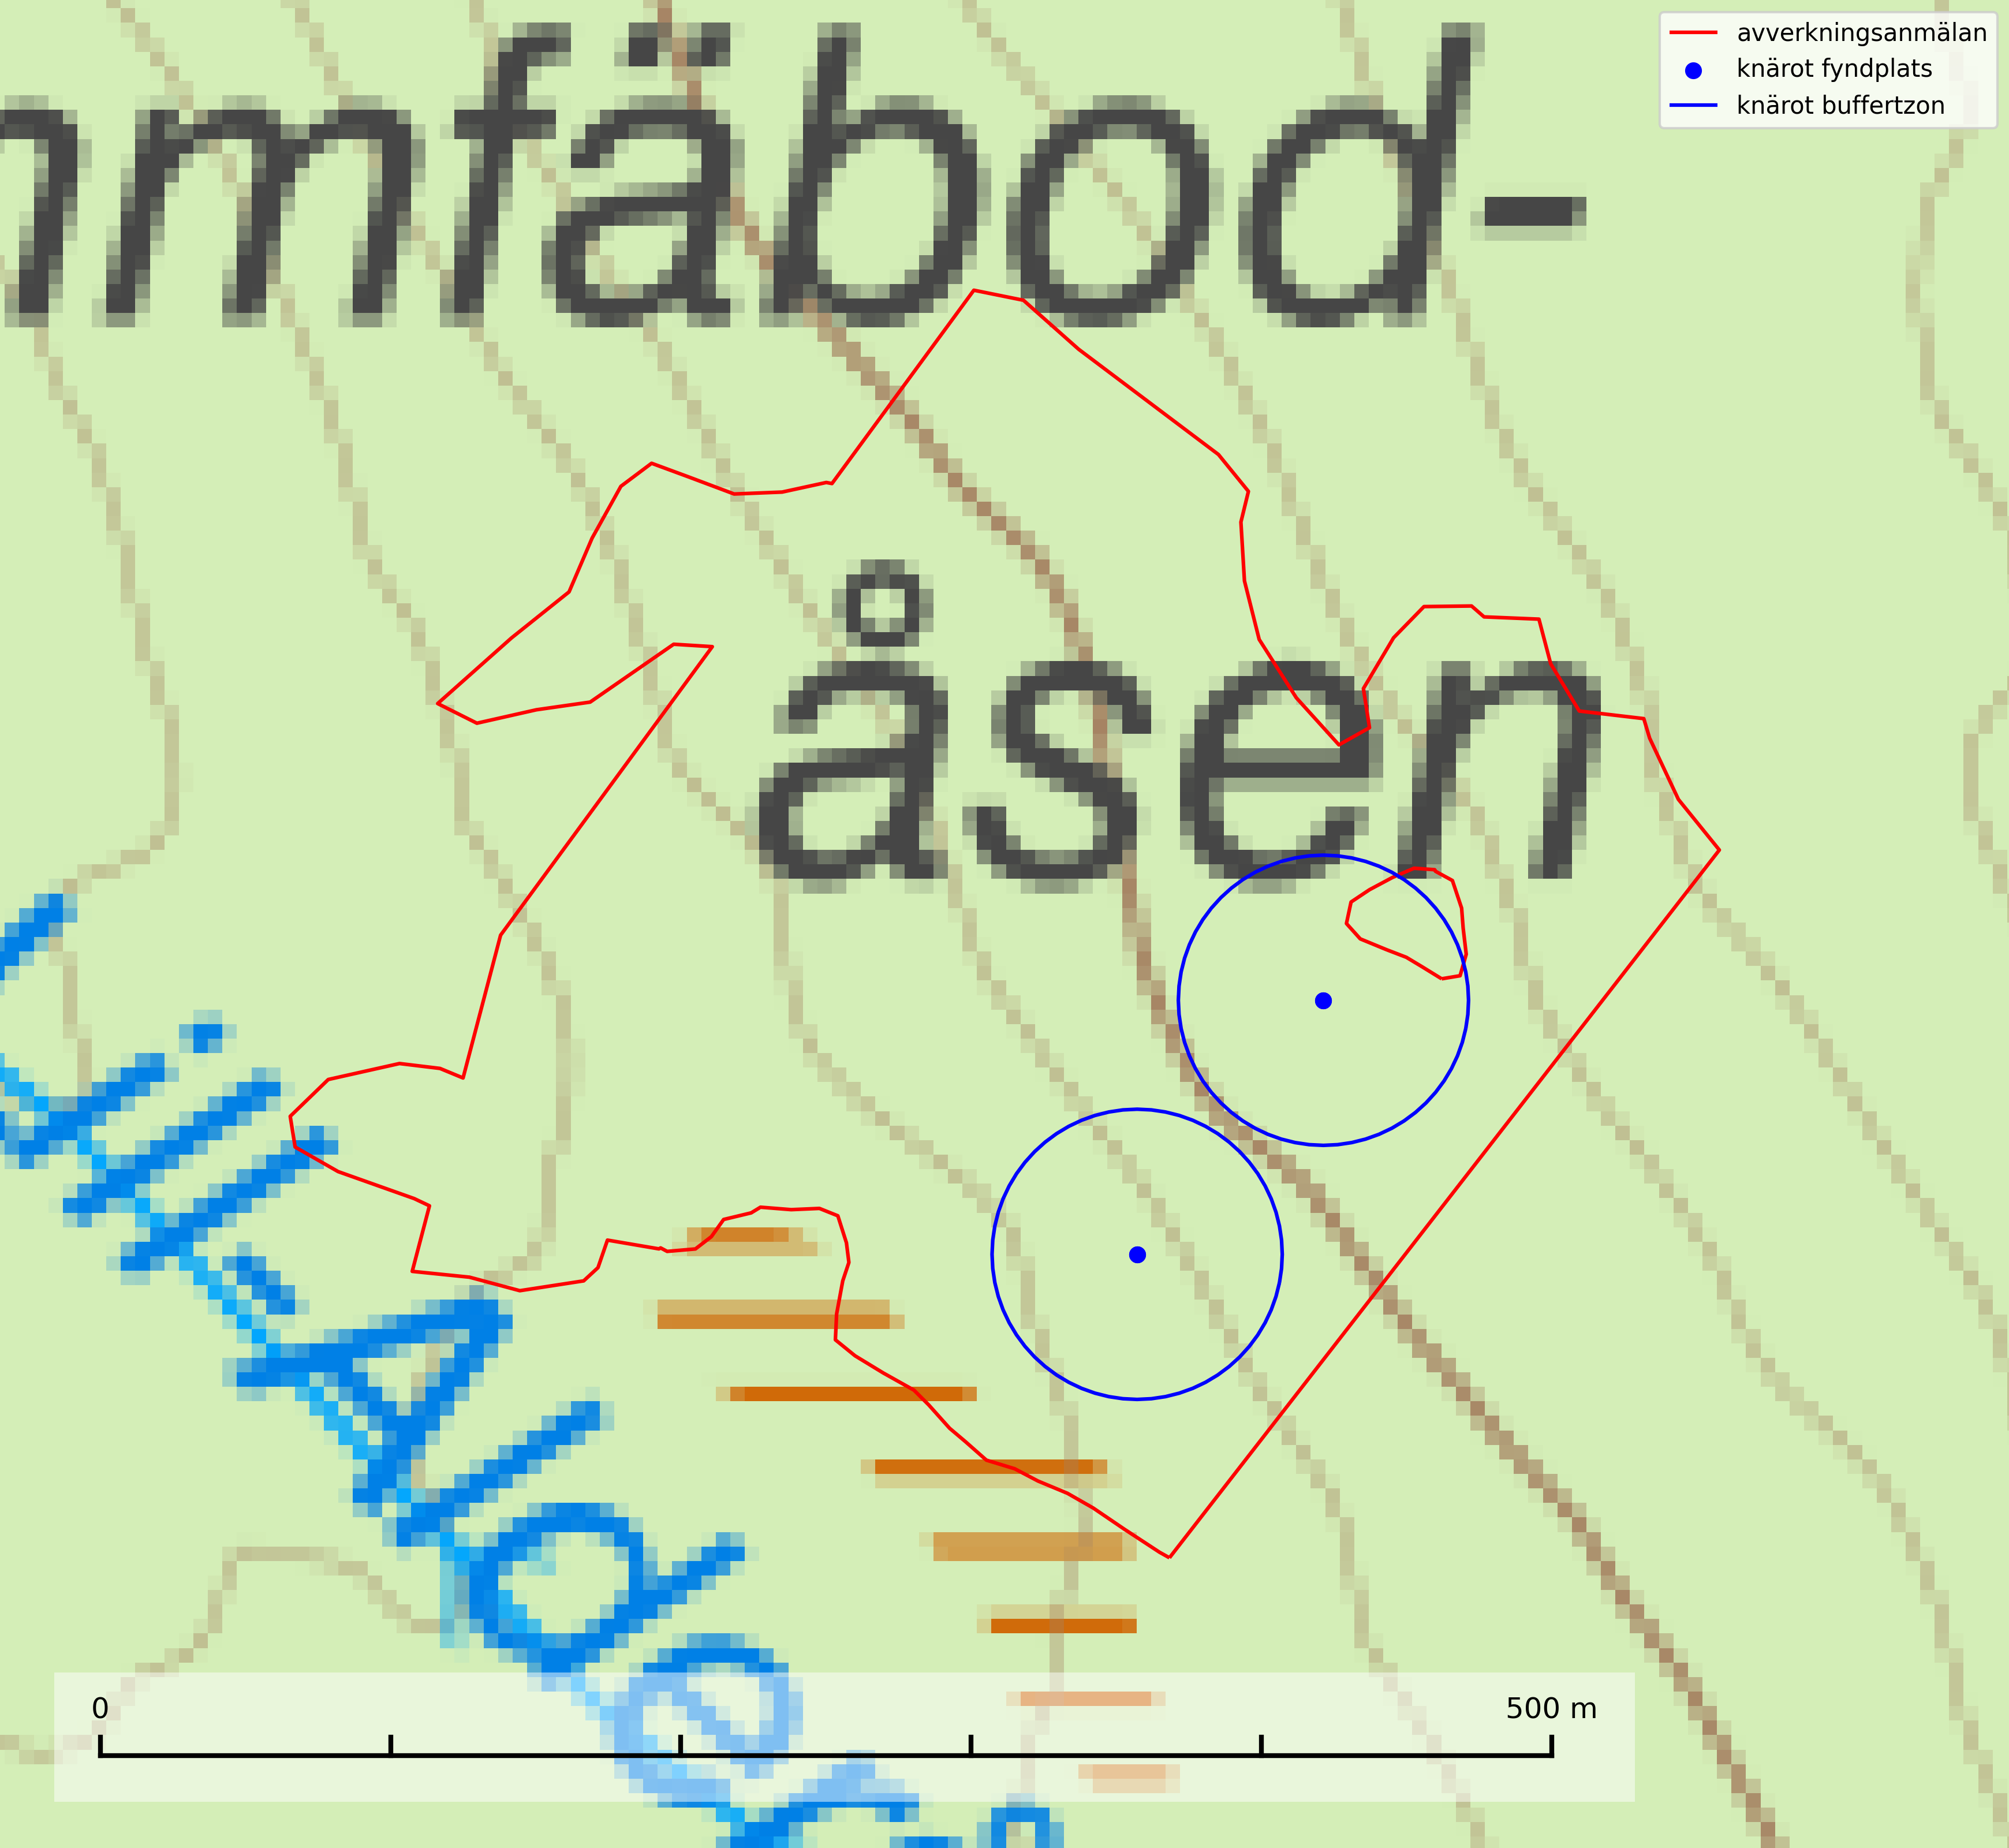 avverkningsanmälan
knärot fyndplats
knärot buffertzon
mfäbod-
åsen
0
500 m